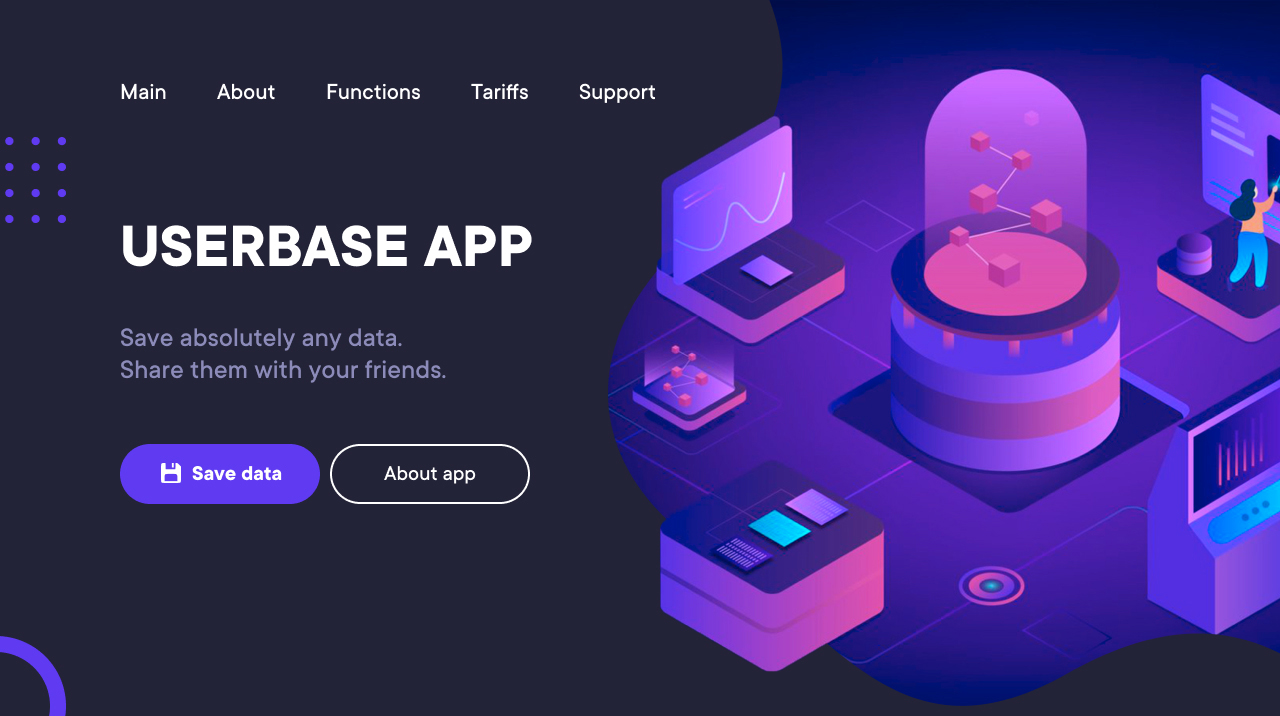 Main About Functions Tariffs Support
USERBASE APP
Save absolutely any data.
Share them with your friends.
Save data About app